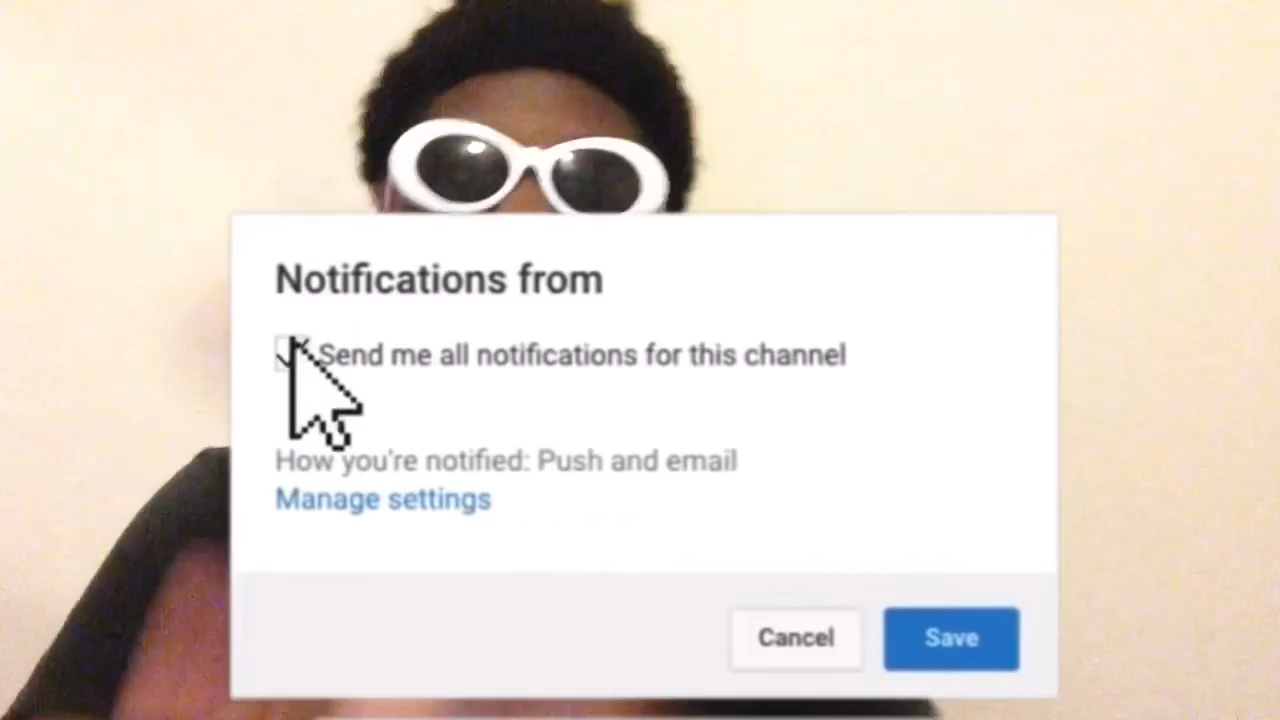 Notifications from
Send me all notifications for this channel
How you're notified: Push and email
Manage settings
Cancel
Save